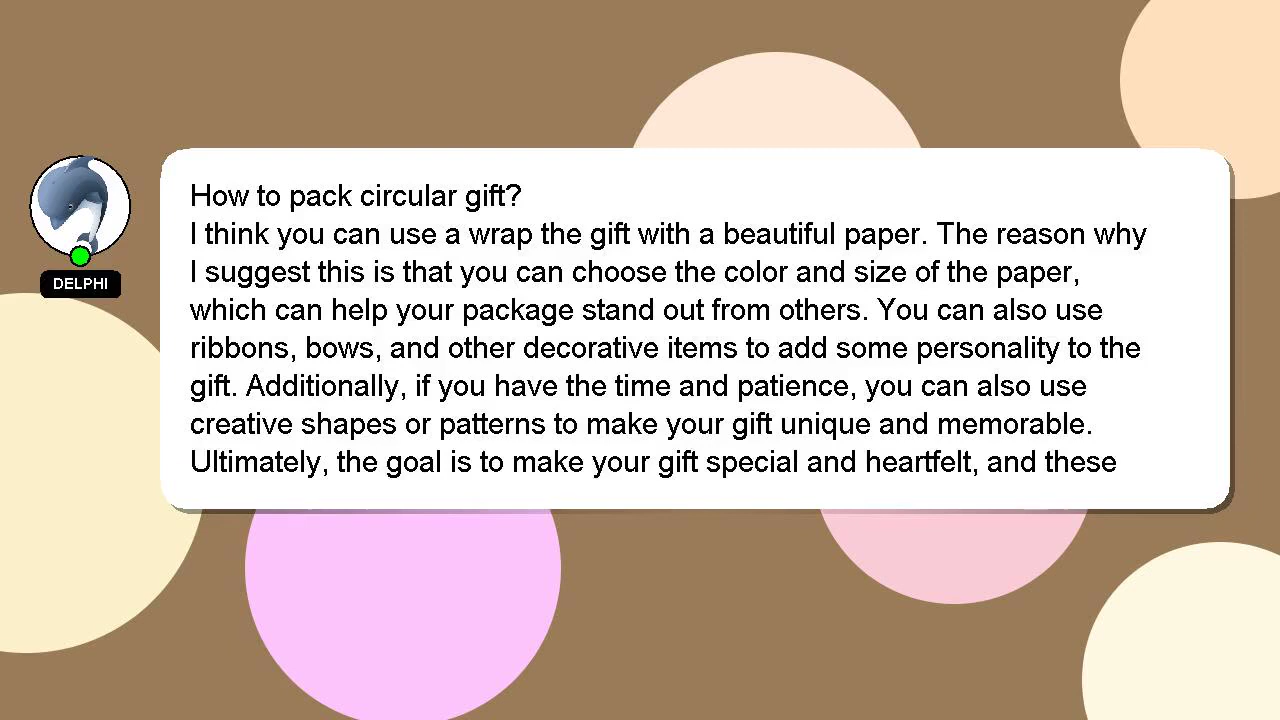 How to pack circular gift?
I think you can use a wrap the gift with a beautiful paper. The reason why
I suggest this is that you can choose the color and size of the paper,
which can help your package stand out from others. You can also use
ribbons, bows, and other decorative items to add some personality to the
gift. Additionally, if you have the time and patience, you can also use
creative shapes or patterns to make your gift unique and memorable.
Ultimately, the goal is to make your gift special and heartfelt, and these
DELPHI